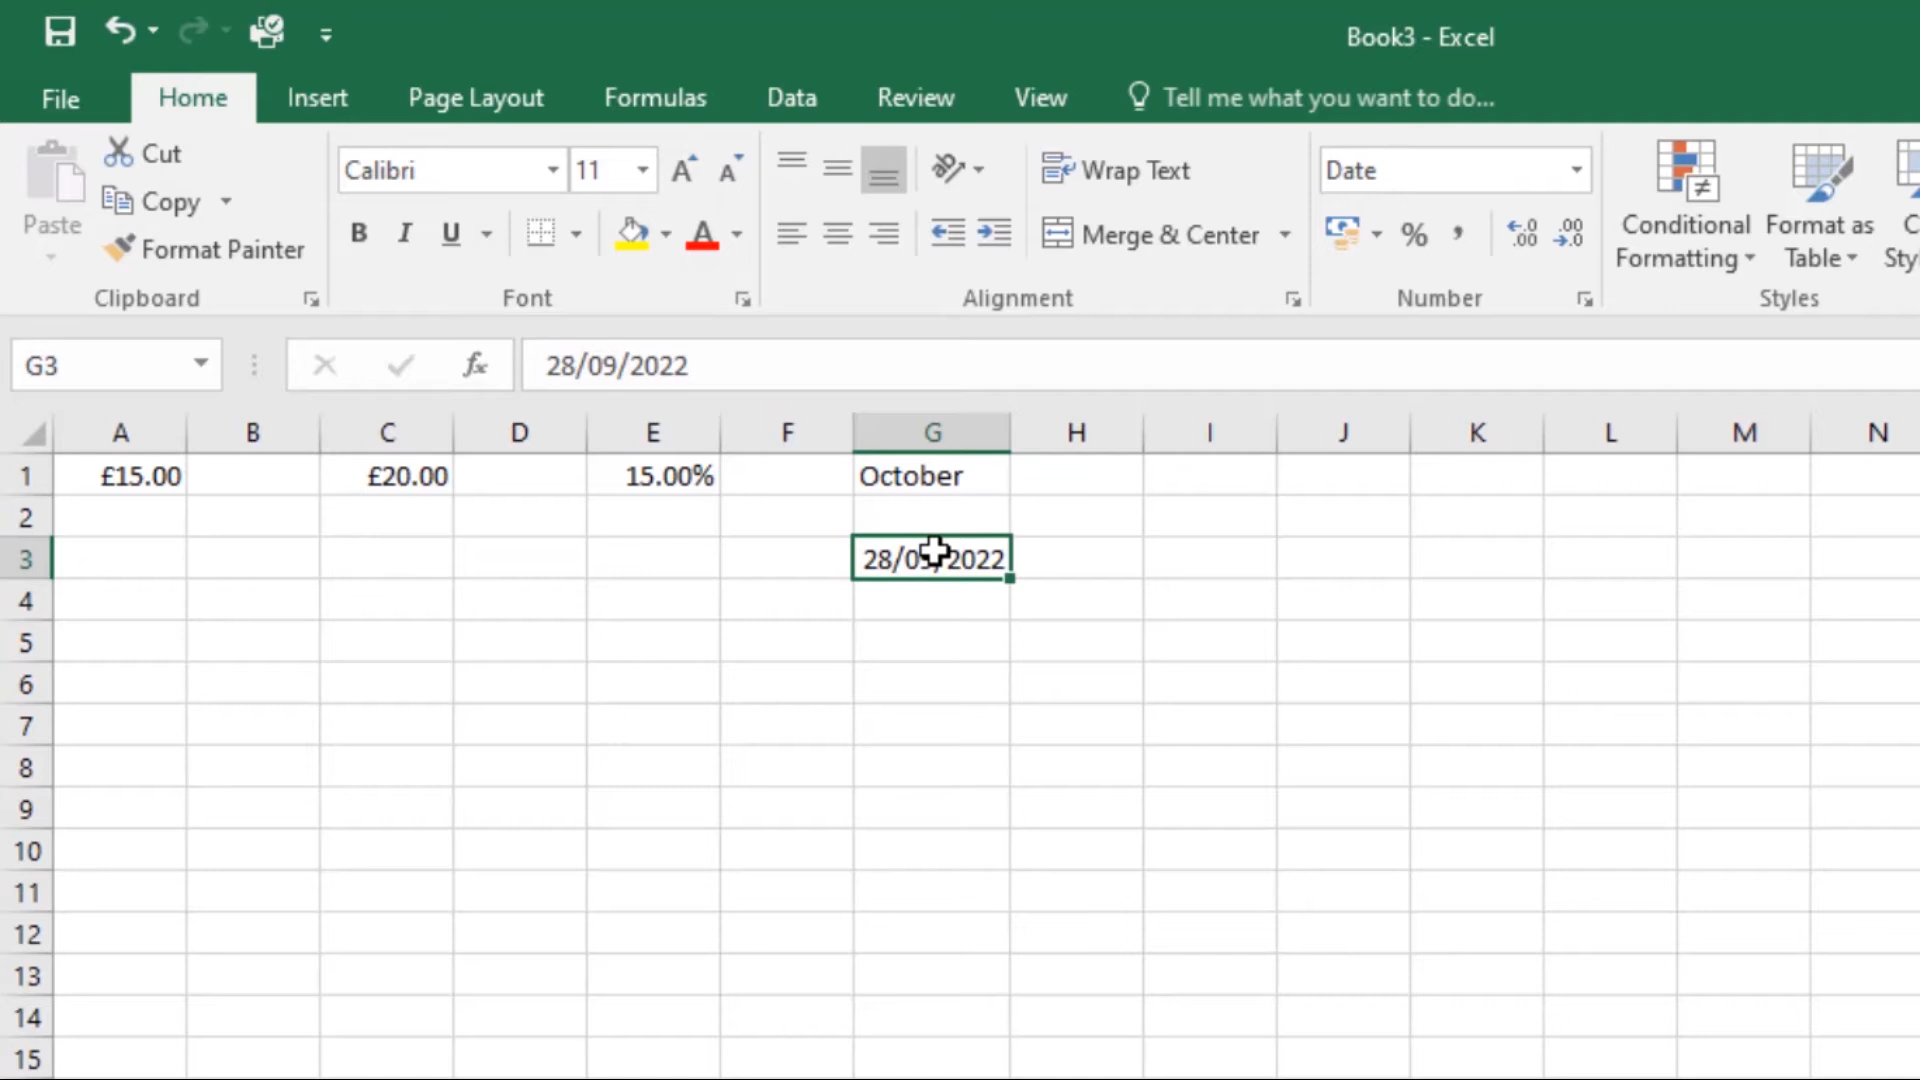 Book3 - Excel
File Home Insert Page Layout Formulas Data Review View Tell me what you want to do...
Paste
Cut
Copy
Format Painter
Clipboard
Calibri 11
B I U
Font
Wrap Text
Merge & Center
Alignment
Date
%
Number
Conditional Formatting
Format as Table
Styles
G3 fx 28/09/2022
A B C D E F G H I J K L M N
1 £15.00 £20.00 15.00% October
2
3 28/09/2022
4
5
6
7
8
9
10
11
12
13
14
15